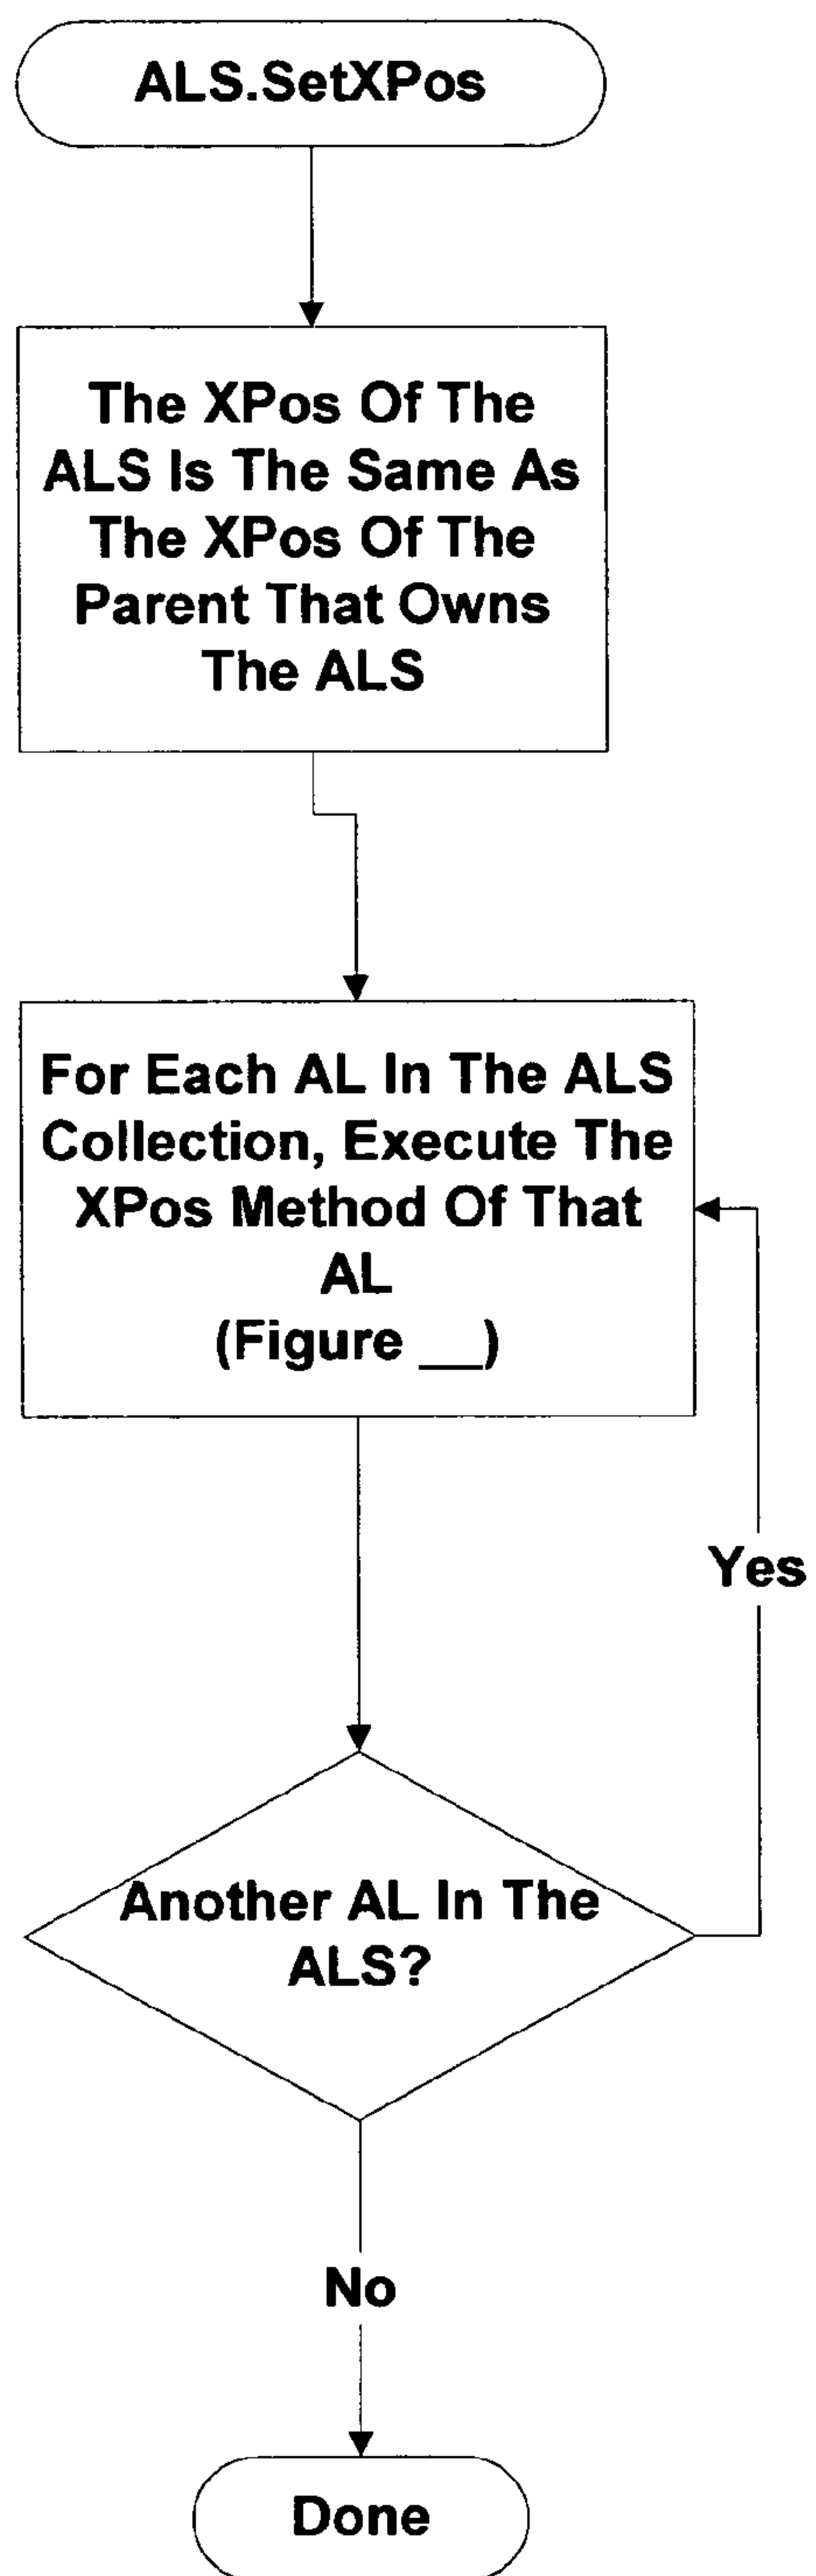 ALS.SetXPos
The XPos Of The
ALS Is The Same As
The XPos Of The
Parent That Owns
The ALS
For Each AL In The ALS
Collection, Execute The
XPos Method Of That
AL
(Figure __)
Yes
Another AL In The
ALS?
No
Done